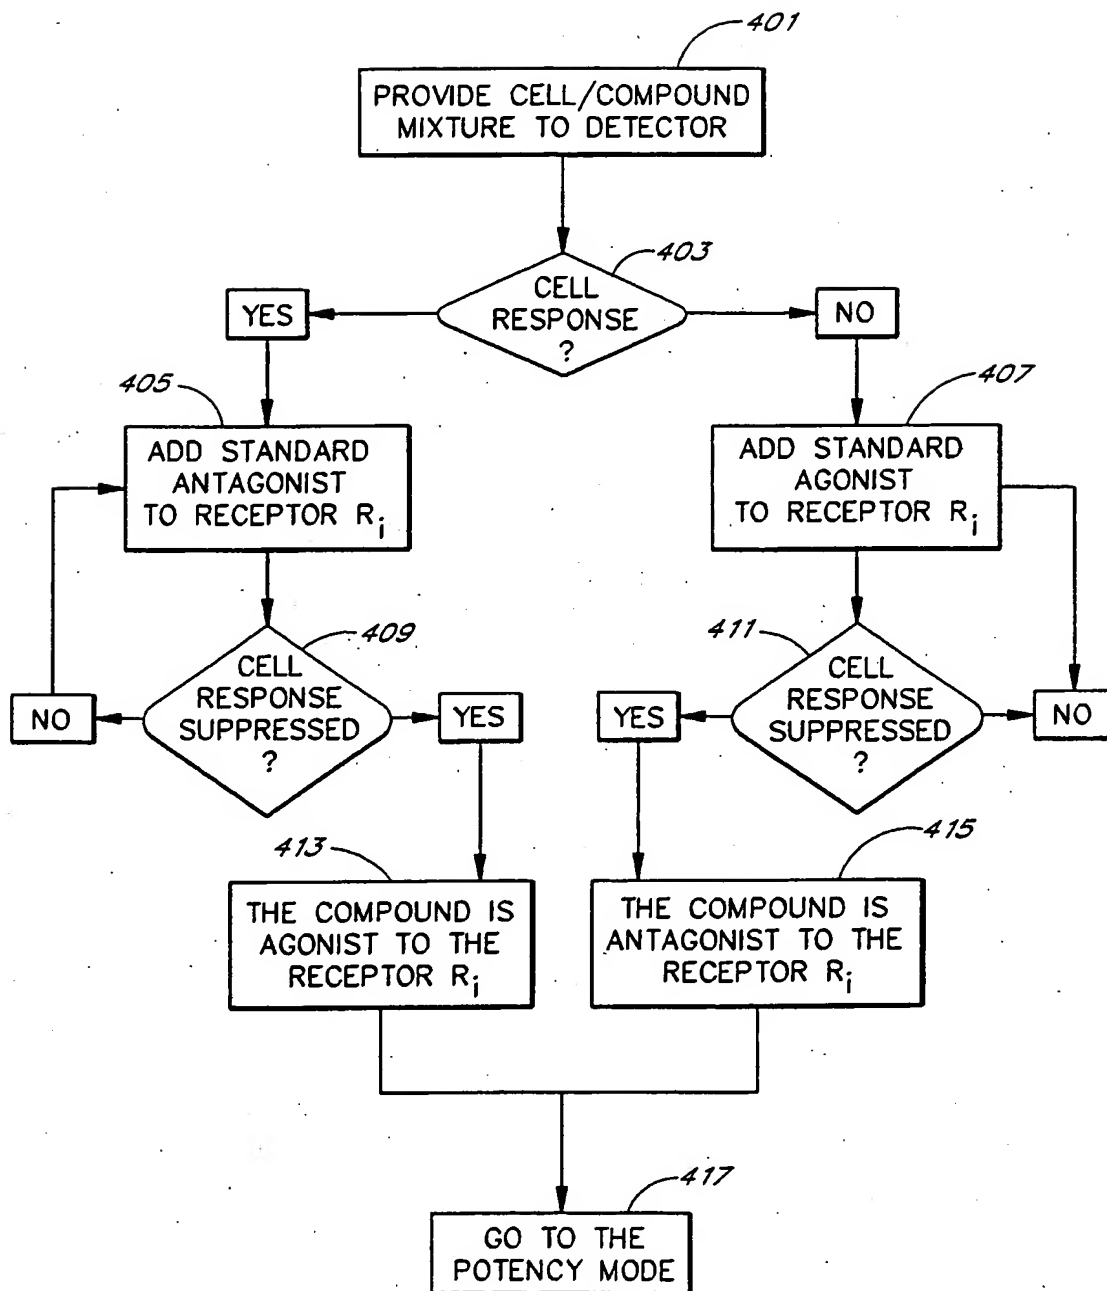 401
PROVIDE CELL/COMPOUND
MIXTURE TO DETECTOR
403
CELL
RESPONSE
?
YES
NO
405
ADD STANDARD
ANTAGONIST
TO RECEPTOR Ri
407
ADD STANDARD
AGONIST
TO RECEPTOR Ri
409
CELL
RESPONSE
SUPPRESSED
?
NO
YES
411
CELL
RESPONSE
SUPPRESSED
?
YES
NO
413
THE COMPOUND IS
AGONIST TO THE
RECEPTOR Ri
415
THE COMPOUND IS
ANTAGONIST TO THE
RECEPTOR Ri
417
GO TO THE
POTENCY MODE